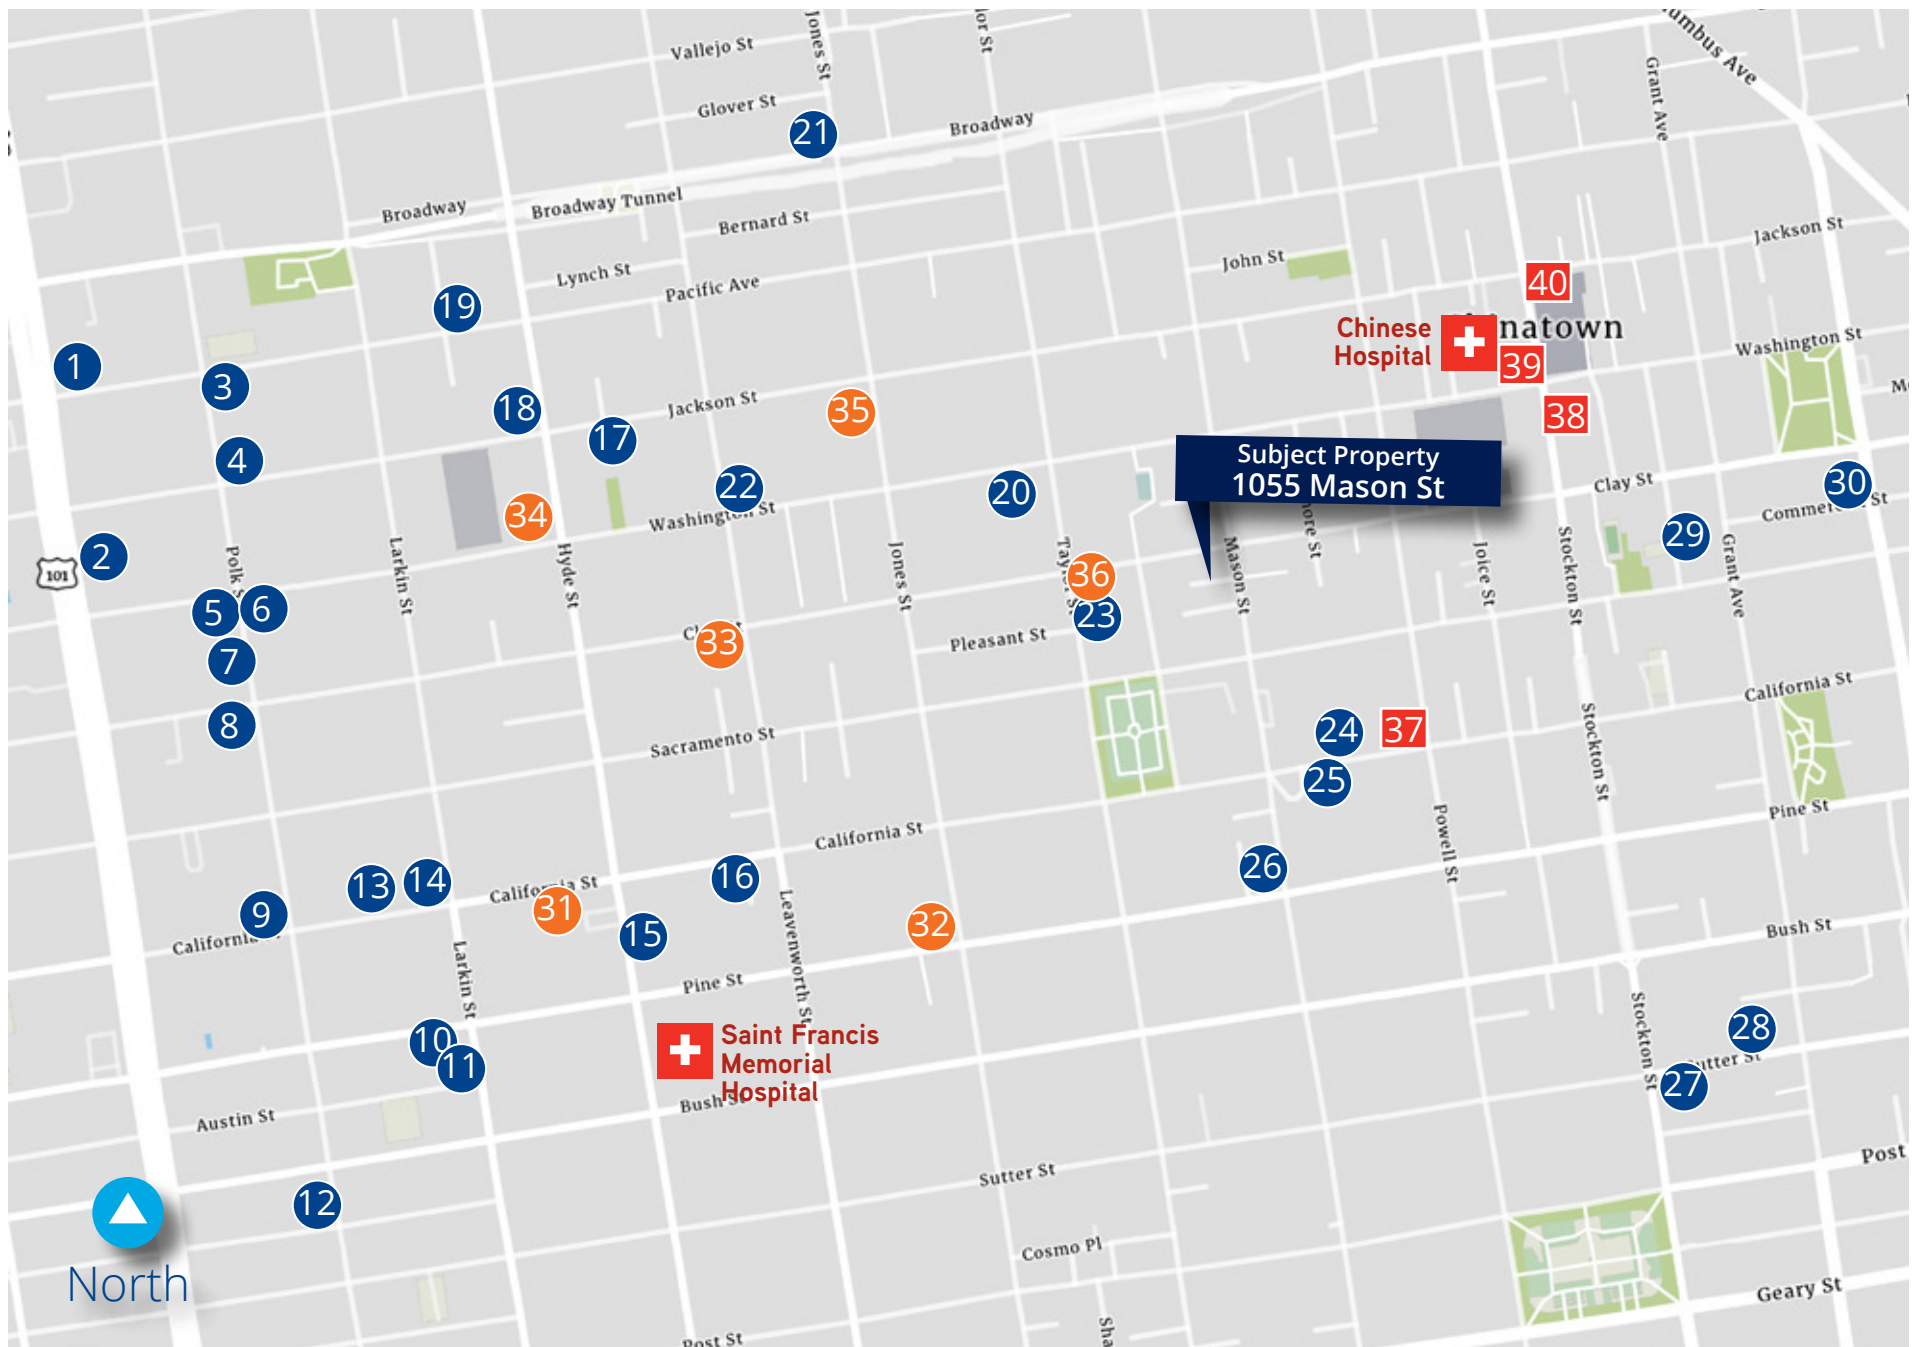 Vallejo St
Jones St
Glover St
Broadway
Grant Ave
21
Broadway
Broadway Tunnel
Bernard St
Jackson St
John St
Lynch St
Pacific Ave
40
19
Chinese
Hospital
Washington St
39
1
3
18
Jackson St
35
38
17
4
Subject Property
1055 Mason St
22
20
Clay St
30
34
Washington St
29
2
101
Larkin St
Hyde St
Jones St
36
Mason St
Joice St
Stockton St
Grant Ave
5
6
23
33
Pleasant St
7
8
California St
Sacramento St
24
37
Stockton St
25
Pine St
California St
Powell St
13
14
16
26
California St
31
9
15
32
Leavenworth St
Larkin St
Bush St
Pine St
Stockton St
10
11
Saint Francis
Memorial
Hospital
28
27
Bush St
Austin St
Post
12
Sutter St
Cosmo Pl
North
Geary St
Post St